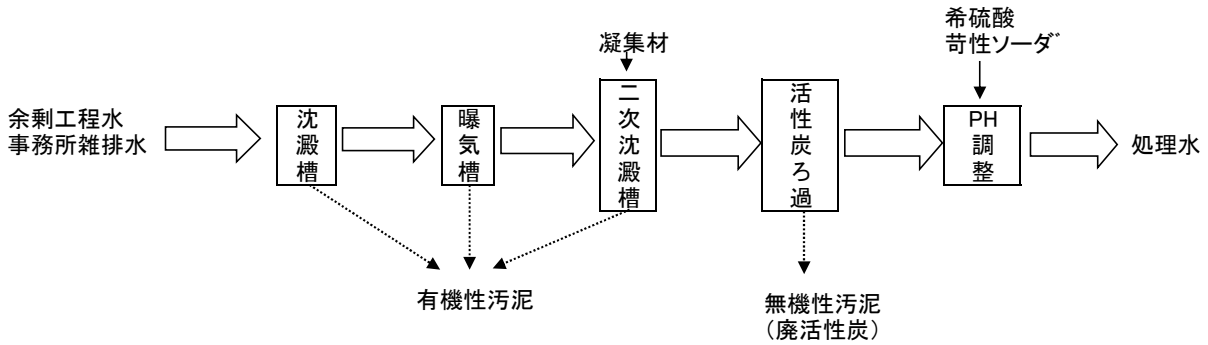 希硫酸
苛性ソーダ
凝集材
余剰工程水
事務所雑排水
沈澱槽
曝気槽
二次沈澱槽
活性炭ろ過
PH調整
処理水
有機性汚泥
無機性汚泥
（廃活性炭）